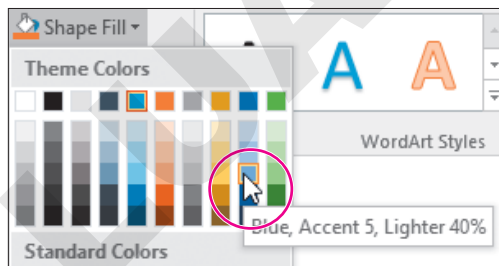 Shape Fill
Theme Colors
A A
WordArt Styles
Blue, Accent 5, Lighter 40%
Standard Colors